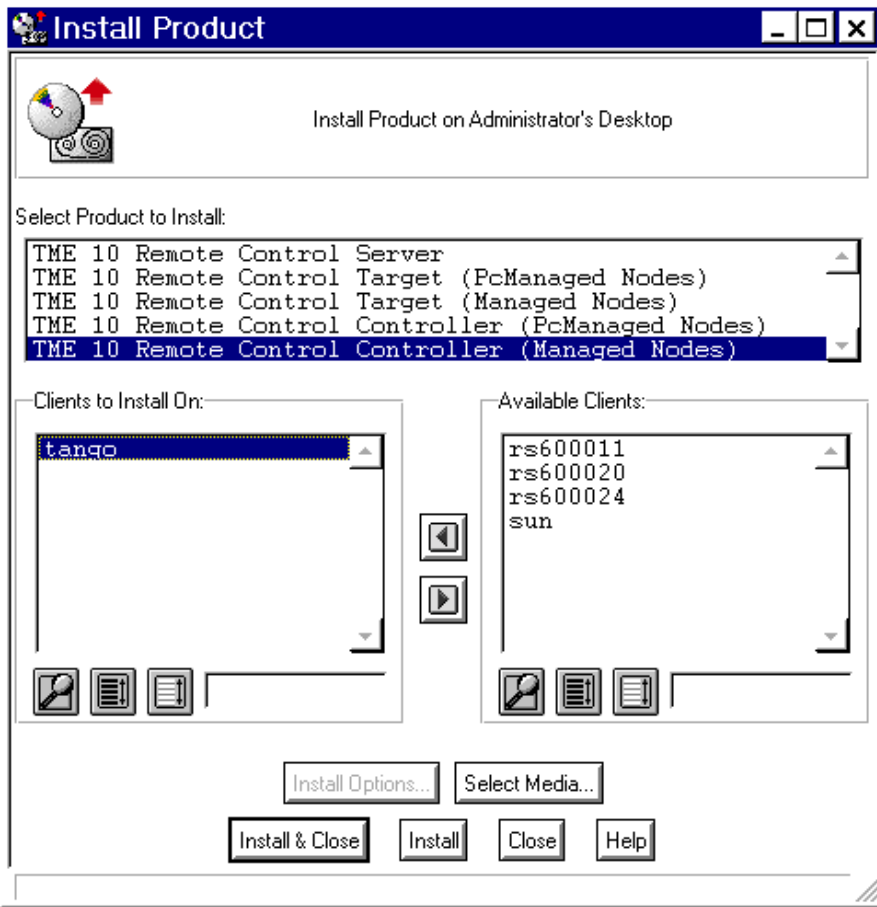 Install Product
Install Product on Administrator's Desktop
Select Product to Install:
TME 10 Remote Control Server
TME 10 Remote Control Target (PcManaged Nodes)
TME 10 Remote Control Target (Managed Nodes)
TME 10 Remote Control Controller (PcManaged Nodes)
TME 10 Remote Control Controller (Managed Nodes)
Clients to Install On:
tango
Available Clients:
rs600011
rs600020
rs600024
sun
Install Options...
Select Media...
Install & Close
Install
Close
Help